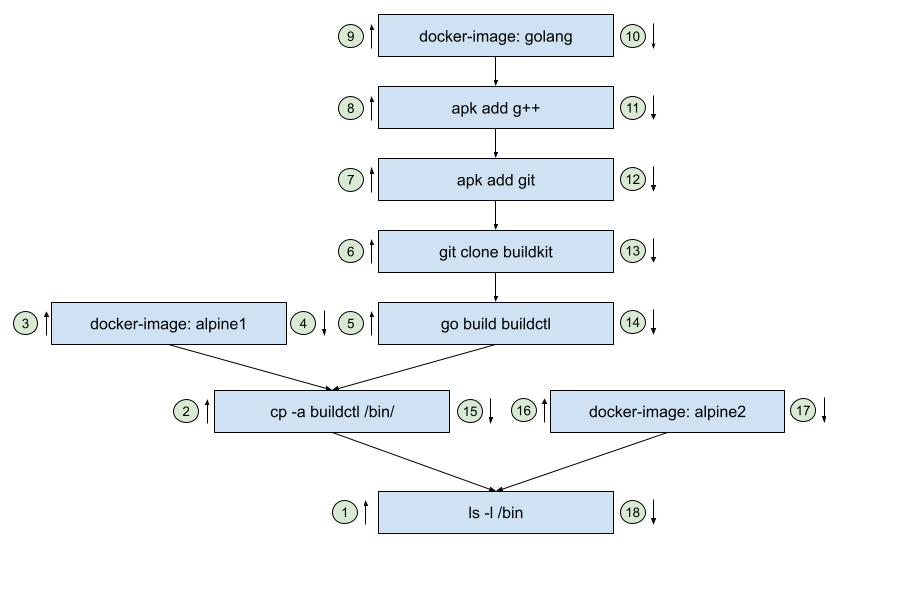 9 docker-image: golang 10
8 apk add g++ 11
7 apk add git 12
6 git clone buildkit 13
3 docker-image: alpine1 4 5 go build buildctl 14
2 cp -a buildctl /bin/ 15 16 docker-image: alpine2 17
1 ls -l /bin 18